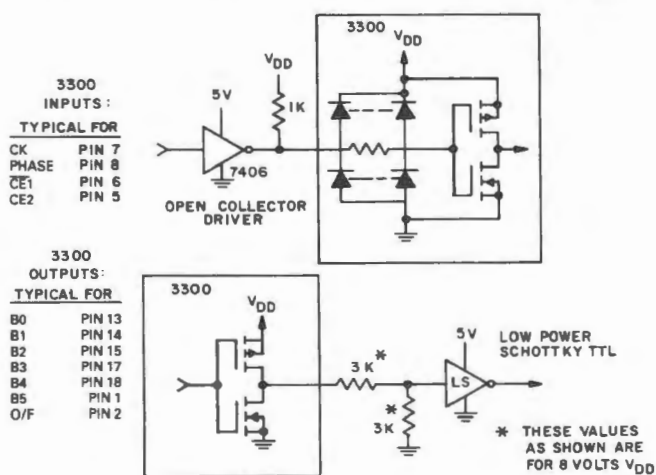 3300
INPUTS:
TYPICAL FOR
CK PIN 7
PHASE PIN 8
CE1 PIN 6
CE2 PIN 5
5V
VDD
1K
7406
OPEN COLLECTOR
DRIVER
3300
VDD
3300
OUTPUTS:
TYPICAL FOR
B0 PIN 13
B1 PIN 14
B2 PIN 15
B3 PIN 17
B4 PIN 18
B5 PIN 1
O/F PIN 2
3300
VDD
3K*
*
3K
5V
LS
LOW POWER
SCHOTTKY TTL
* THESE VALUES
AS SHOWN ARE
FOR 8 VOLTS VDD